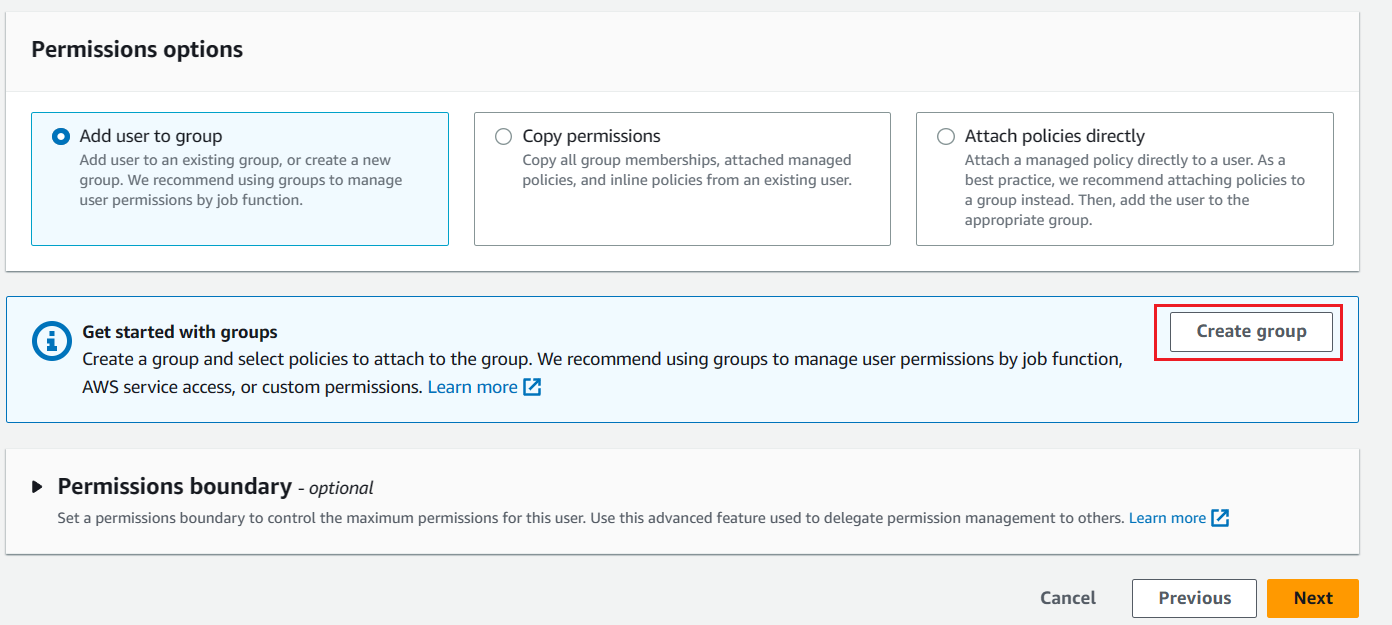 Permissions options
Add user to group
Add user to an existing group, or create a new
group. We recommend using groups to manage
user permissions by job function.
Copy permissions
Copy all group memberships, attached managed
policies, and inline policies from an existing user.
Attach policies directly
Attach a managed policy directly to a user. As a
best practice, we recommend attaching policies to
a group instead. Then, add the user to the
appropriate group.
Get started with groups
Create a group and select policies to attach to the group. We recommend using groups to manage user permissions by job function,
AWS service access, or custom permissions. Learn more
Create group
Permissions boundary - optional
Set a permissions boundary to control the maximum permissions for this user. Use this advanced feature used to delegate permission management to others. Learn more
Cancel
Previous
Next